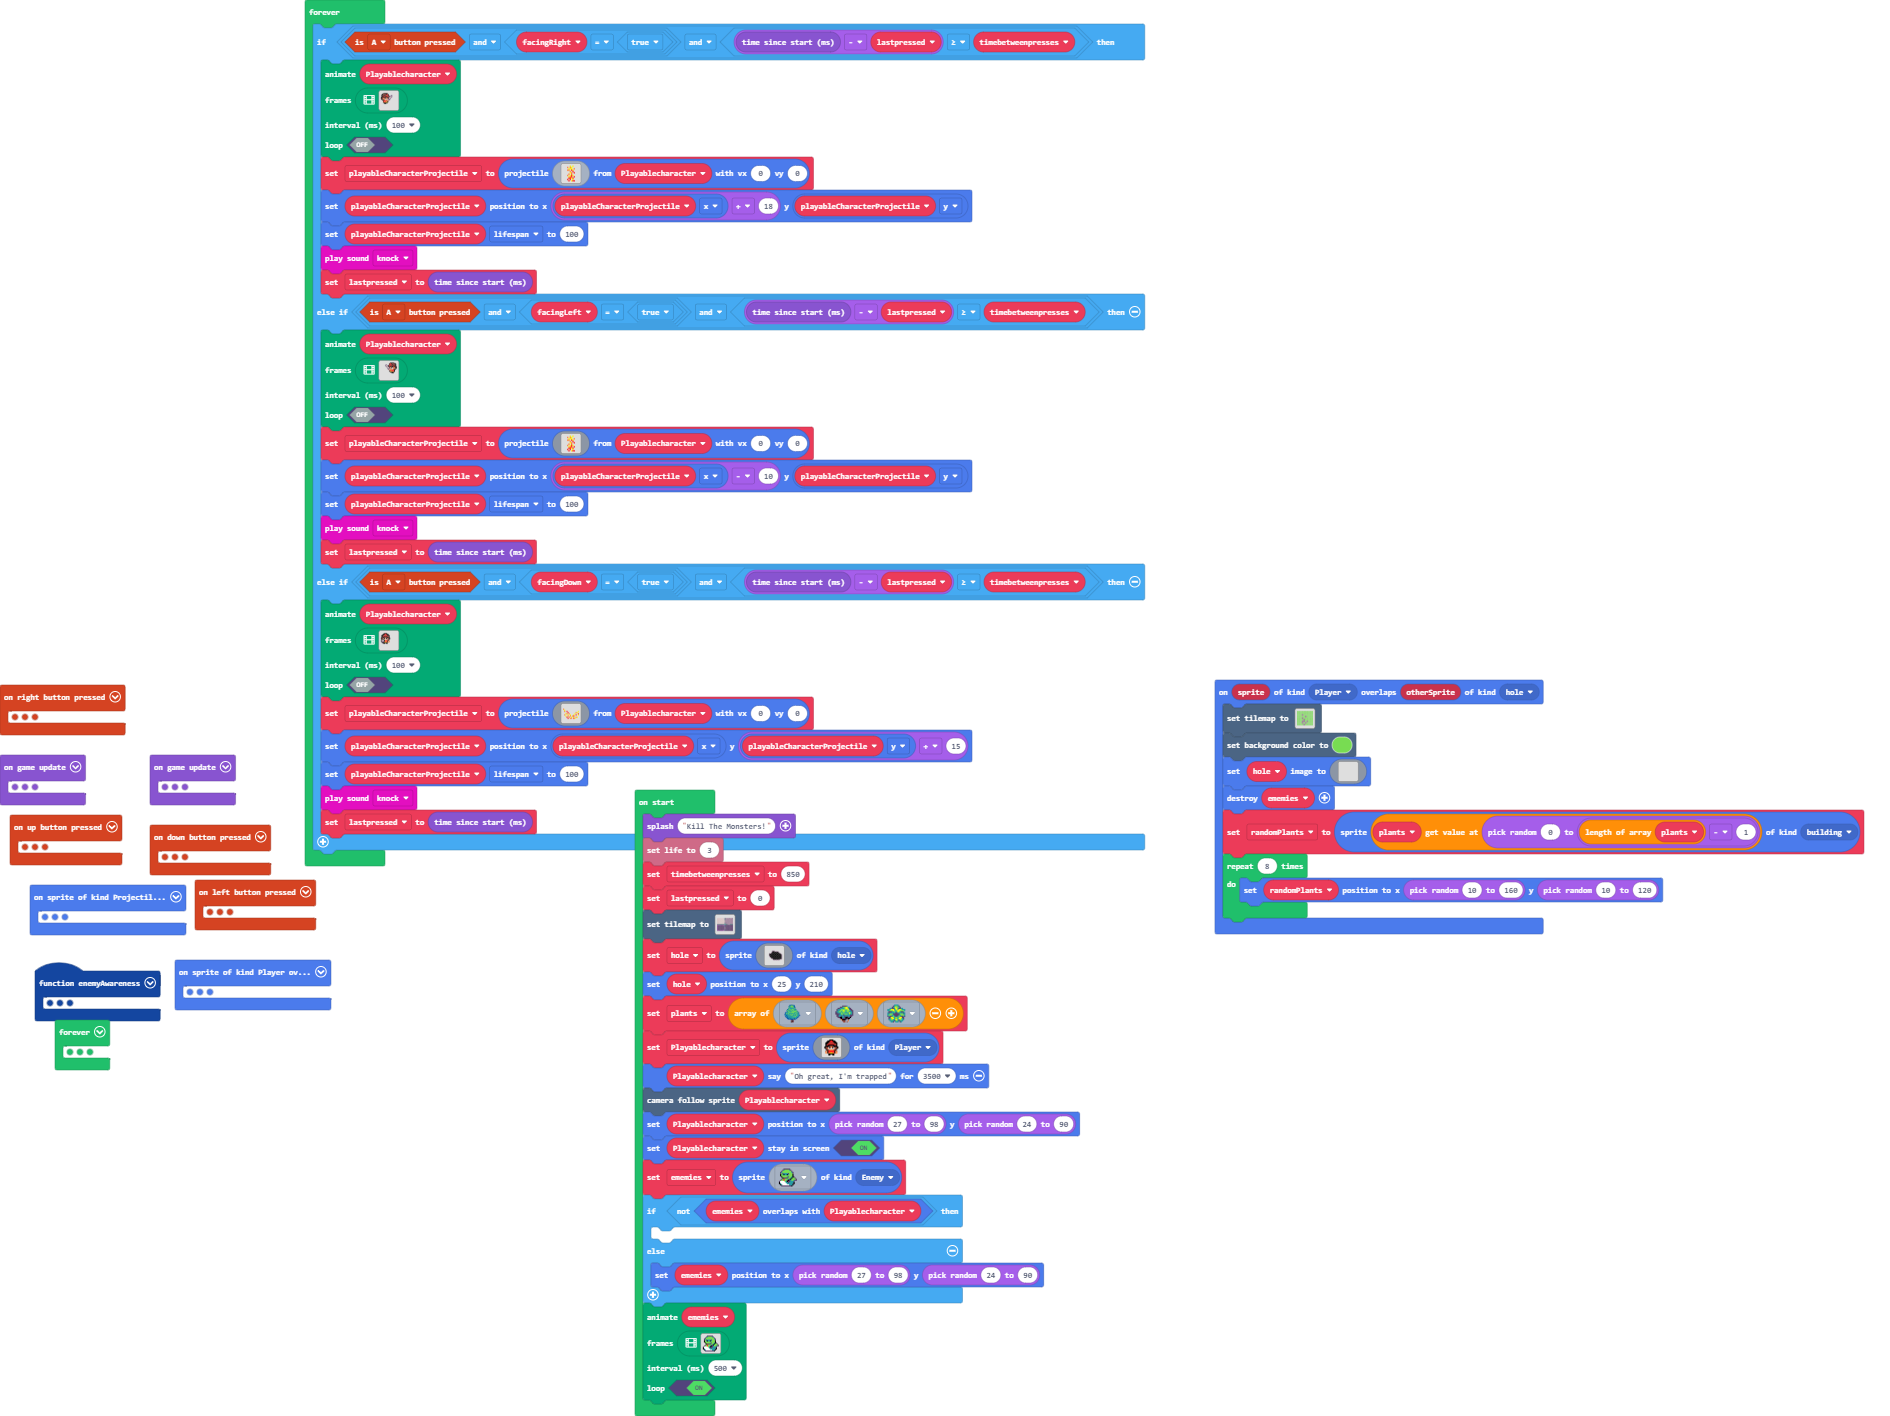 forever
if is A button pressed and facingRight = true and time since start (ms) - lastpressed ≥ timebetweenpresses then
animate Playablecharacter
frames
interval (ms) 100
loop OFF
set playableCharacterProjectile to projectile from Playablecharacter with vx 0 vy 0
set playableCharacterProjectile position to x playableCharacterProjectile x + 18 y playableCharacterProjectile y
set playableCharacterProjectile lifespan to 100
play sound knock
set lastpressed to time since start (ms)
else if is A button pressed and facingLeft = true and time since start (ms) - lastpressed ≥ timebetweenpresses then
animate Playablecharacter
frames
interval (ms) 100
loop OFF
set playableCharacterProjectile to projectile from Playablecharacter with vx 0 vy 0
set playableCharacterProjectile position to x playableCharacterProjectile x - 10 y playableCharacterProjectile y
set playableCharacterProjectile lifespan to 100
play sound knock
set lastpressed to time since start (ms)
else if is A button pressed and facingDown = true and time since start (ms) - lastpressed ≥ timebetweenpresses then
animate Playablecharacter
frames
interval (ms) 100
loop OFF
set playableCharacterProjectile to projectile from Playablecharacter with vx 0 vy 0
set playableCharacterProjectile position to x playableCharacterProjectile x y playableCharacterProjectile y + 15
set playableCharacterProjectile lifespan to 100
play sound knock
set lastpressed to time since start (ms)
on right button pressed
on game update
on game update
on up button pressed
on down button pressed
on sprite of kind Projectil...
on left button pressed
function enemyAwareness
on sprite of kind Player ov...
forever
on start
splash "Kill The Monsters!"
set life to 3
set timebetweenpresses to 850
set lastpressed to 0
set tilemap to
set hole to sprite of kind hole
set hole position to x 25 y 210
set plants to array of
set Playablecharacter to sprite of kind Player
Playablecharacter say "Oh great, I'm trapped" for 3500 ms
camera follow sprite Playablecharacter
set Playablecharacter position to x pick random 27 to 98 y pick random 24 to 90
set Playablecharacter stay in screen ON
set enemies to sprite of kind Enemy
if not enemies overlaps with Playablecharacter then
else
set enemies position to x pick random 27 to 98 y pick random 24 to 90
animate enemies
frames
interval (ms) 500
loop ON
on sprite of kind Player overlaps otherSprite of kind hole
set tilemap to
set background color to
set hole image to
destroy enemies
set randomPlants to sprite plants get value at pick random 0 to length of array plants - 1 of kind building
repeat 8 times
do set randomPlants position to x pick random 10 to 160 y pick random 10 to 120